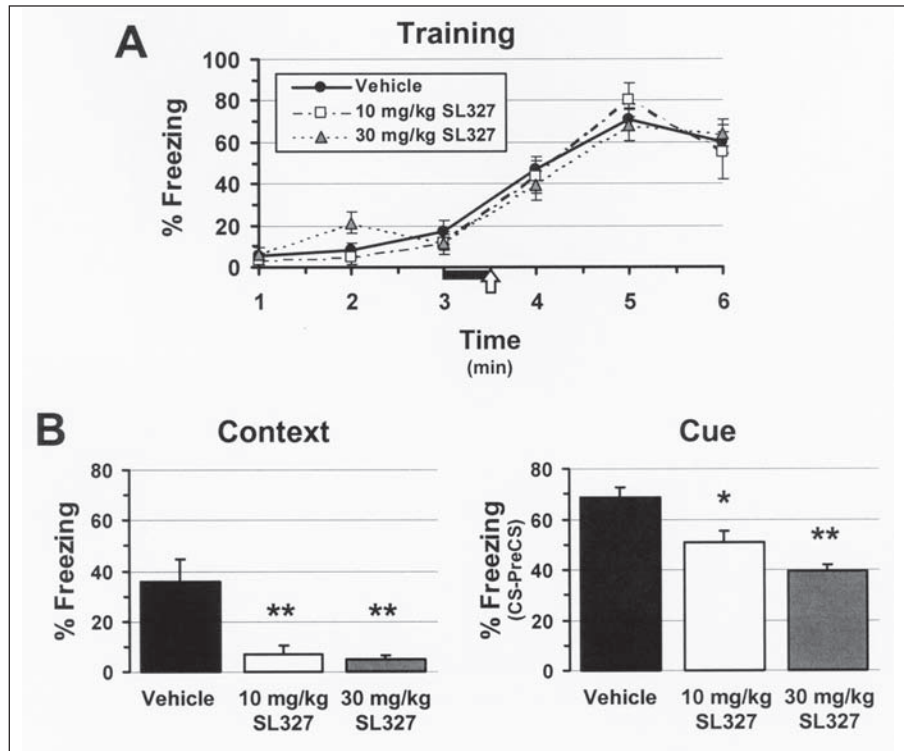 A
Training
% Freezing
100
80
60
40
20
0
Vehicle
10 mg/kg SL327
30 mg/kg SL327
1 2 3 4 5 6
Time
(min)
B
Context
% Freezing
80
60
40
20
0
** **
Vehicle 10 mg/kg 30 mg/kg
SL327 SL327
Cue
% Freezing
(CS-PreCS)
80
60
40
20
0
* **
Vehicle 10 mg/kg 30 mg/kg
SL327 SL327